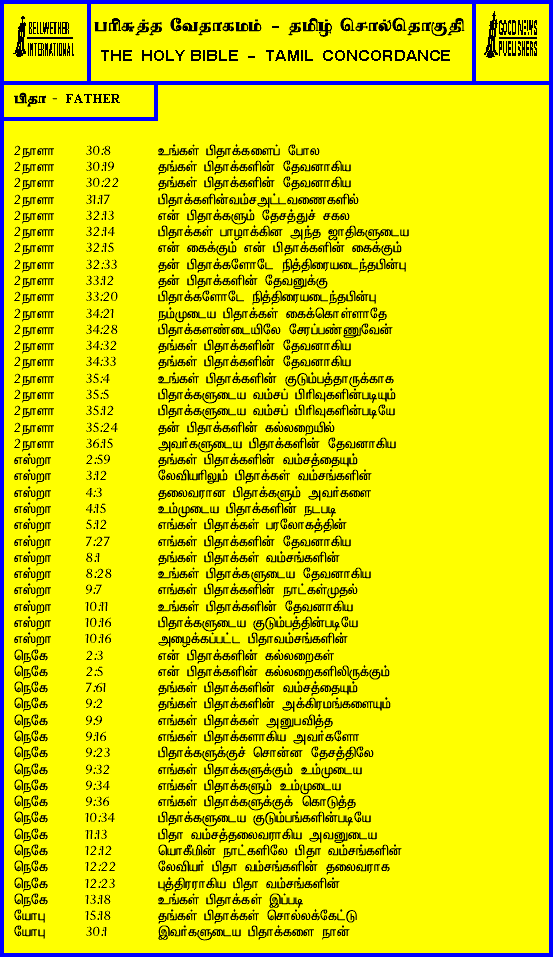 BELLWETHER INTERNATIONAL
பரிசுத்த வேதாகமம் - தமிழ் சொல்தொகுதி
THE HOLY BIBLE - TAMIL CONCORDANCE
GOOD NEWS PUBLISHERS
பிதா - FATHER
2நாளா 30:8 உங்கள் பிதாக்களைப் போல
2நாளா 30:19 தங்கள் பிதாக்களின் தேவனாகிய
2நாளா 30:22 தங்கள் பிதாக்களின் தேவனாகிய
2நாளா 31:17 பிதாக்களின்வம்சஅட்டவணைகளில்
2நாளா 32:13 என் பிதாக்களும் தேசத்துச் சகல
2நாளா 32:14 பிதாக்கள் பாழாக்கின அந்த ஜாதிகளுடைய
2நாளா 32:15 என் கைக்கும் என் பிதாக்களின் கைக்கும்
2நாளா 32:33 தன் பிதாக்களோடே நித்திரையடைந்தபின்பு
2நாளா 33:12 தன் பிதாக்களின் தேவனுக்கு
2நாளா 33:20 பிதாக்களோடே நித்திரையடைந்தபின்பு
2நாளா 34:21 நம்முடைய பிதாக்கள் கைக்கொள்ளாதே
2நாளா 34:28 பிதாக்களண்டையிலே சேரப்பண்ணுவேன்
2நாளா 34:32 தங்கள் பிதாக்களின் தேவனாகிய
2நாளா 34:33 தங்கள் பிதாக்களின் தேவனாகிய
2நாளா 35:4 உங்கள் பிதாக்களின் குடும்பத்தாருக்காக
2நாளா 35:5 பிதாக்களுடைய வம்சப் பிரிவுகளின்படியும்
2நாளா 35:12 பிதாக்களுடைய வம்சப் பிரிவுகளின்படியே
2நாளா 35:24 தன் பிதாக்களின் கல்லறையில்
2நாளா 36:15 அவர்களுடைய பிதாக்களின் தேவனாகிய
எஸ்றா 2:59 தங்கள் பிதாக்களின் வம்சத்தையும்
எஸ்றா 3:12 லேவியரிலும் பிதாக்கள் வம்சங்களின்
எஸ்றா 4:3 தலைவரான பிதாக்களும் அவர்களை
எஸ்றா 4:15 உம்முடைய பிதாக்களின் நடபடி
எஸ்றா 5:12 எங்கள் பிதாக்கள் பரலோகத்தின்
எஸ்றா 7:27 எங்கள் பிதாக்களின் தேவனாகிய
எஸ்றா 8:1 தங்கள் பிதாக்கள் வம்சங்களின்
எஸ்றா 8:28 உங்கள் பிதாக்களுடைய தேவனாகிய
எஸ்றா 9:7 எங்கள் பிதாக்களின் நாட்கள்முதல்
எஸ்றா 10:11 உங்கள் பிதாக்களின் தேவனாகிய
எஸ்றா 10:16 பிதாக்களுடைய குடும்பத்தின்படியே
எஸ்றா 10:16 அழைக்கப்பட்ட பிதாவம்சங்களின்
நெகே 2:3 என் பிதாக்களின் கல்லறைகள்
நெகே 2:5 என் பிதாக்களின் கல்லறைகளிலிருக்கும்
நெகே 7:61 தங்கள் பிதாக்களின் வம்சத்தையும்
நெகே 9:2 தங்கள் பிதாக்களின் அக்கிரமங்களையும்
நெகே 9:9 எங்கள் பிதாக்கள் அனுபவித்த
நெகே 9:16 எங்கள் பிதாக்களாகிய அவர்களோ
நெகே 9:23 பிதாக்களுக்குச் சொன்ன தேசத்திலே
நெகே 9:32 எங்கள் பிதாக்களுக்கும் உம்முடைய
நெகே 9:34 எங்கள் பிதாக்களும் உம்முடைய
நெகே 9:36 எங்கள் பிதாக்களுக்குக் கொடுத்த
நெகே 10:34 பிதாக்களுடைய குடும்பங்களின்படியே
நெகே 11:13 பிதா வம்சத்தலைவராகிய அவனுடைய
நெகே 12:12 யொகீமின் நாட்களிலே பிதா வம்சங்களின்
நெகே 12:22 லேவியர் பிதா வம்சங்களின் தலைவராக
நெகே 12:23 புத்திரராகிய பிதா வம்சங்களின்
நெகே 13:18 உங்கள் பிதாக்கள் இப்படி
யோபு 15:18 தங்கள் பிதாக்கள் சொல்லக்கேட்டு
யோபு 30:1 இவர்களுடைய பிதாக்களை நான்